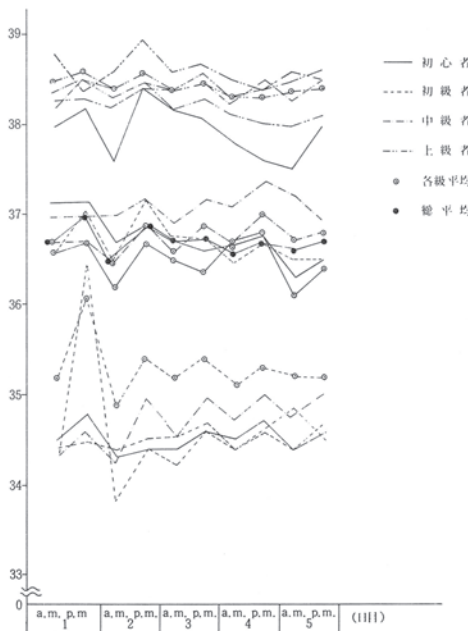 39
38
37
36
35
34
33
0
初心者
初級者
中級者
上級者
各級平均
総平均
a.m. p.m a.m. p.m. a.m. p.m. a.m. p.m. a.m. p.m.
1 2 3 4 5 (日目)